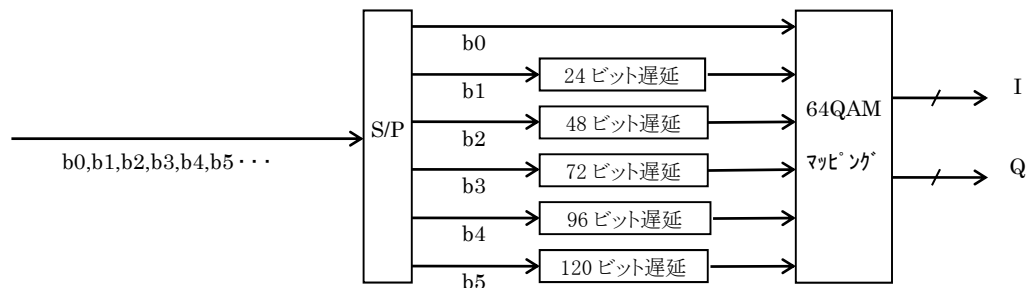 b0
24 ビット遅延
b1
I
48 ビット遅延
64QAM
S/P
b2
b0,b1,b2,b3,b4,b5・・・
72 ビット遅延
ﾏｯﾋﾟﾝｸﾞ
Q
b3
96 ビット遅延
b4
120 ビット遅延
b5